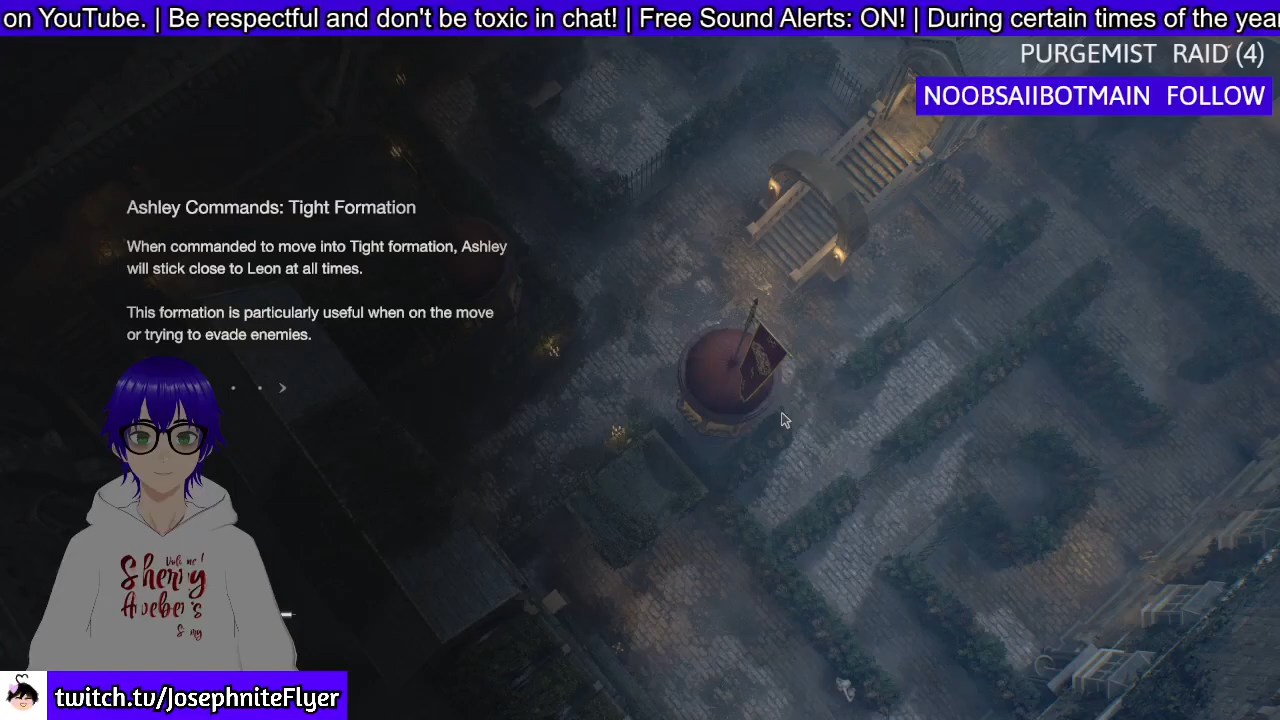 on YouTube. | Be respectful and don't be toxic in chat! | Free Sound Alerts: ON! | During certain times of the year
PURGEMIST RAID (4)
NOOBSAIIBOTMAIN FOLLOW
Ashley Commands: Tight Formation
When commanded to move into Tight formation, Ashley
will stick close to Leon at all times.
This formation is particularly useful when on the move
or trying to evade enemies.
Sherry
twitch.tv/JosephniteFlyer